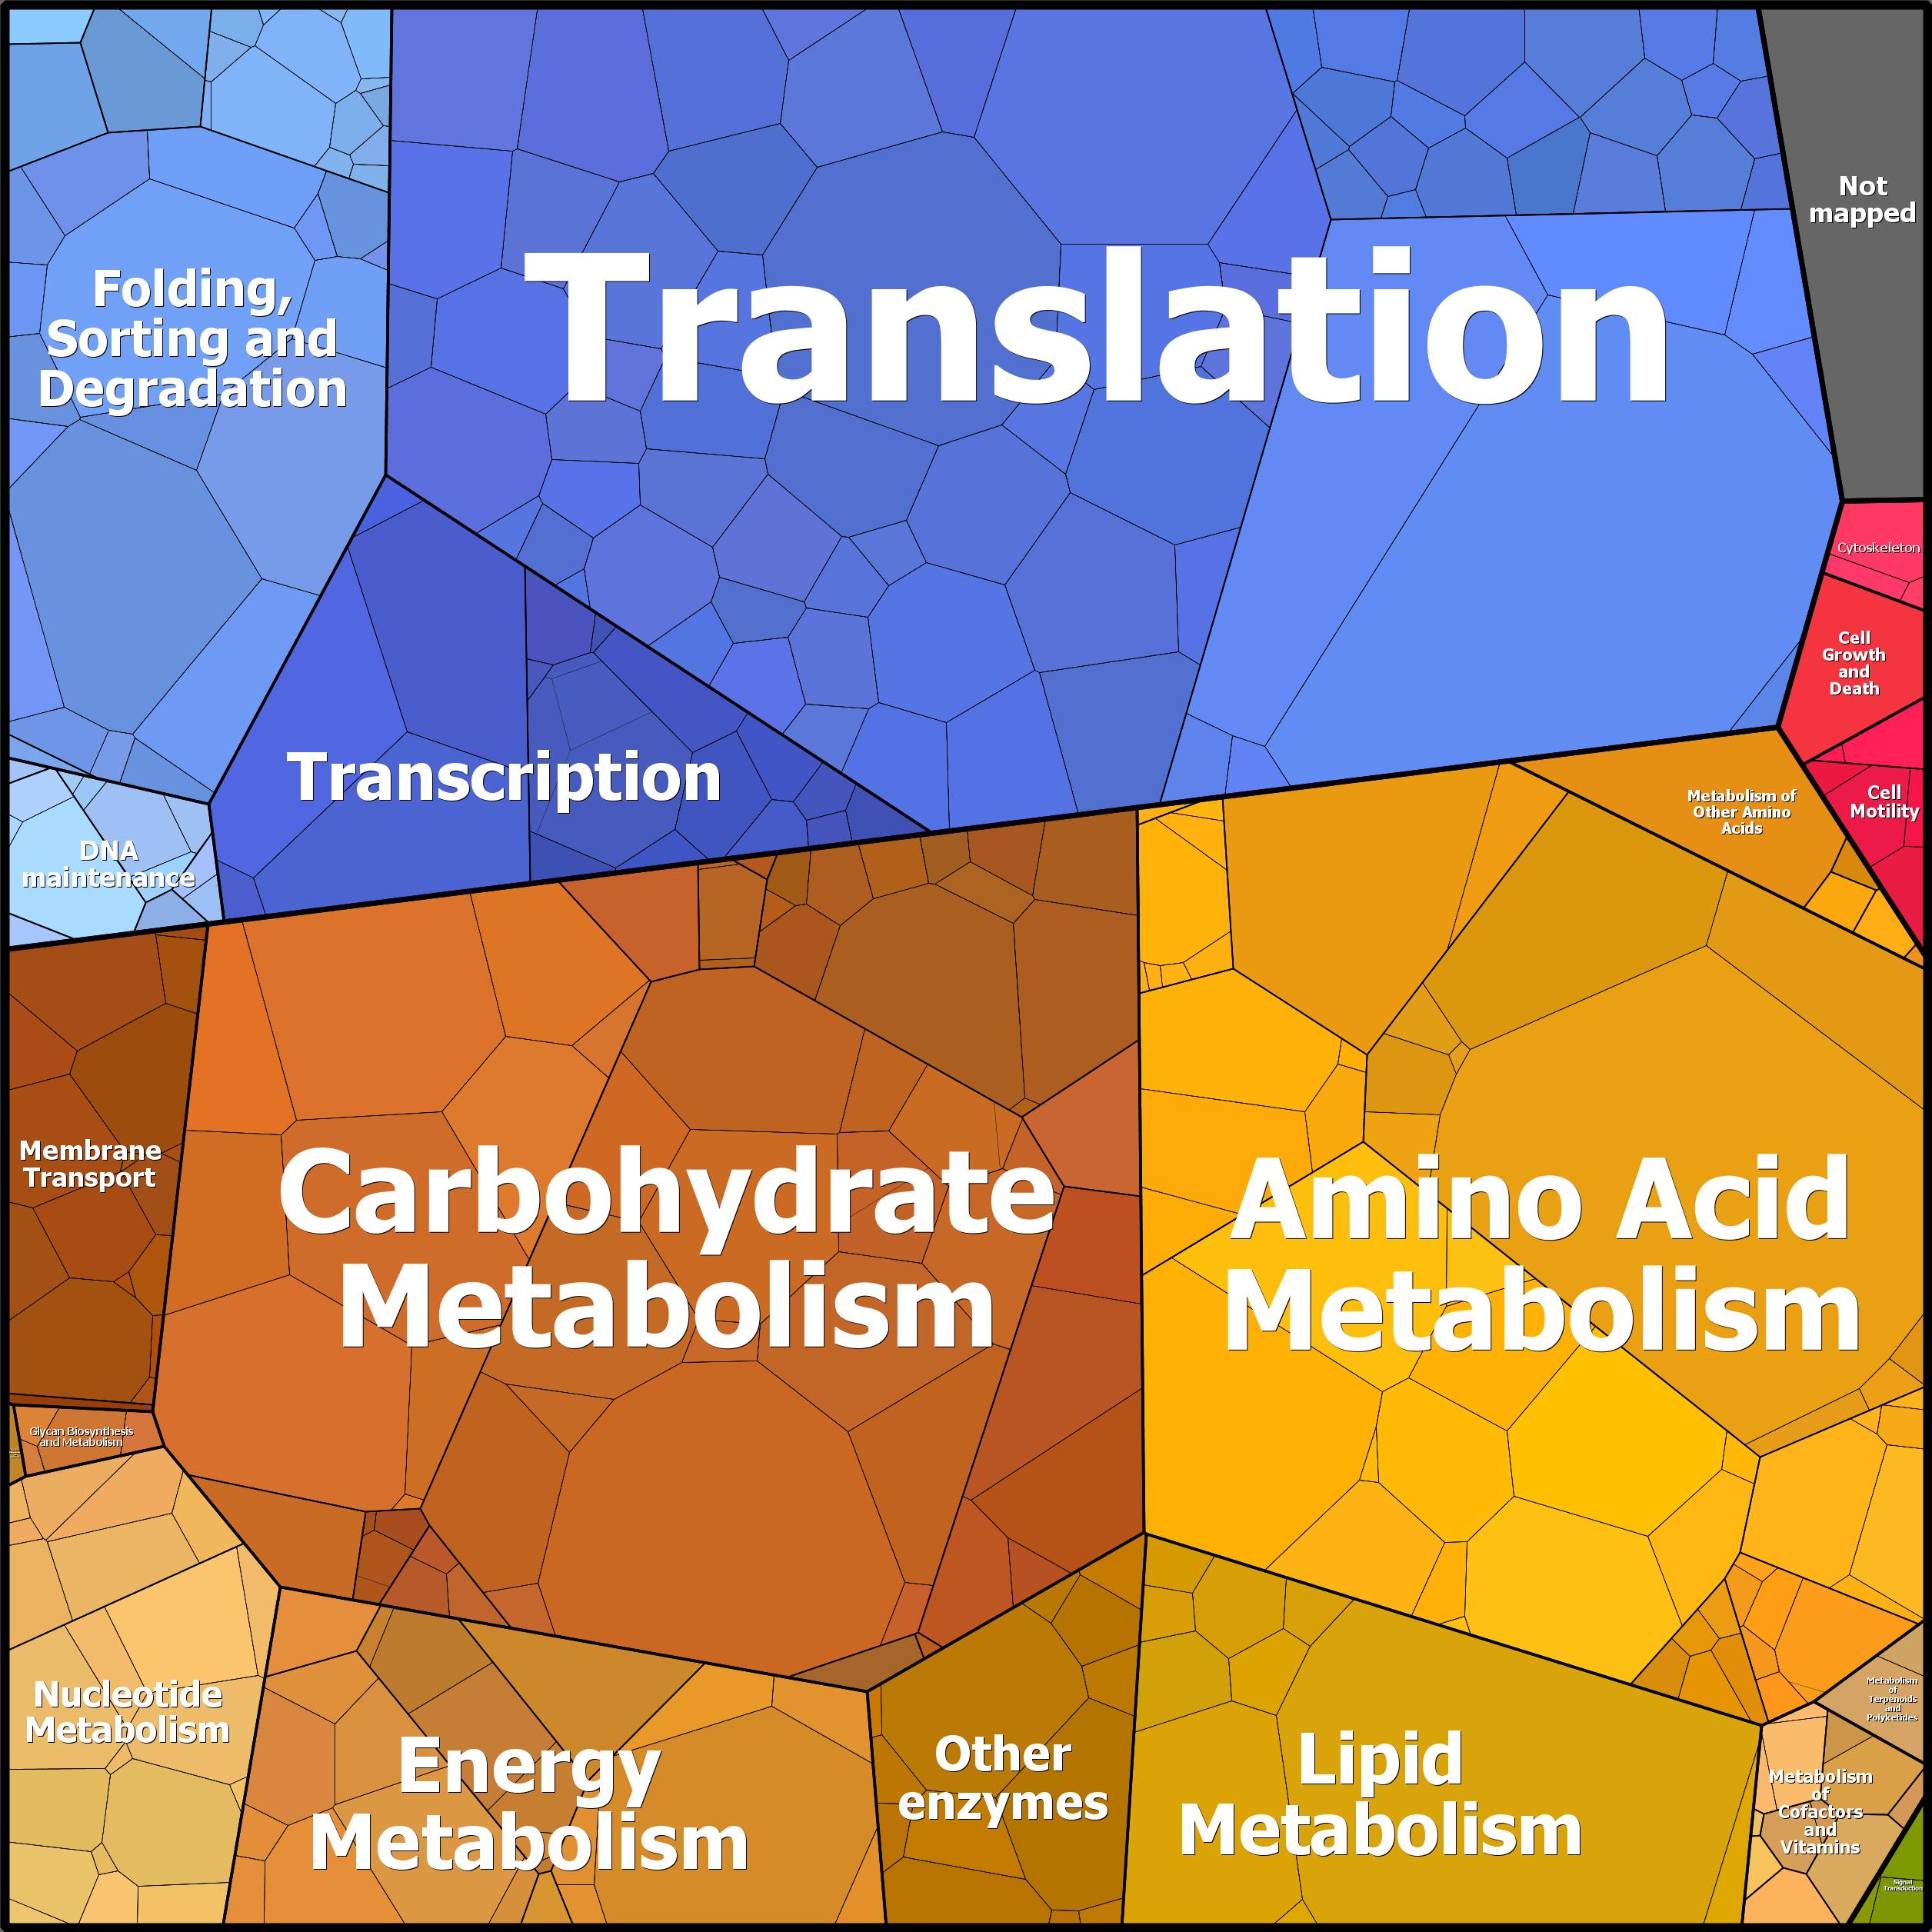 Not
mapped
Folding,
Sorting and
Degradation
Translation
Cytoskeleton
Cell
Growth
and
Death
Transcription
Cell
Motility
Metabolism of
Other Amino
Acids
DNA
maintenance
Membrane
Transport
Carbohydrate
Metabolism
Amino Acid
Metabolism
Glycan Biosynthesis
and Metabolism
Nucleotide
Metabolism
Energy
Metabolism
Other
enzymes
Lipid
Metabolism
Metabolism
of
Terpenoids
and
Polyketides
Metabolism
of
Cofactors
and
Vitamins
Signal
Transduction